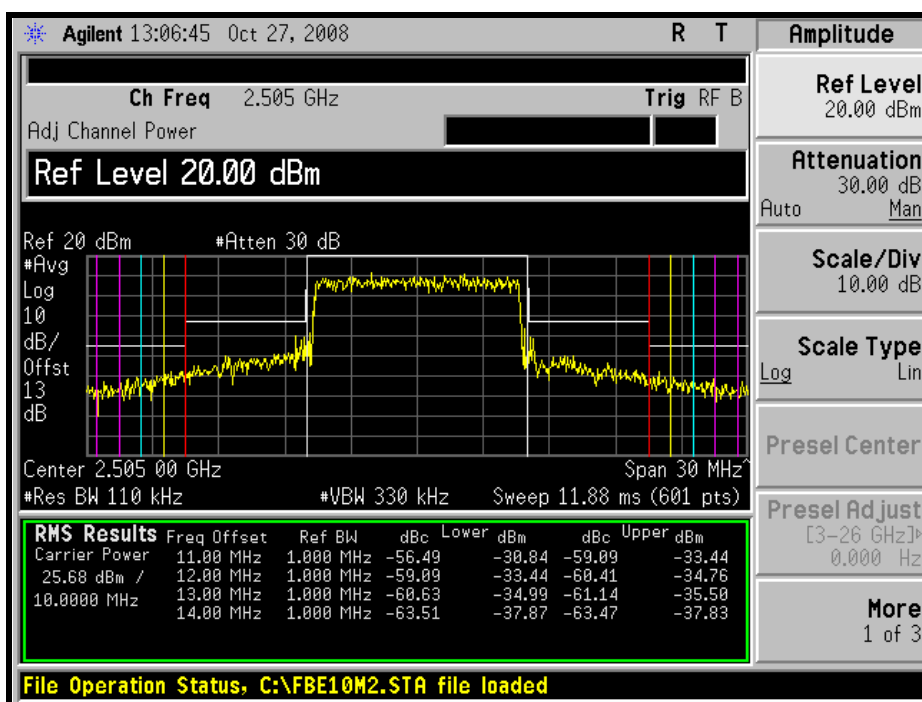 Agilent 13:06:45 Oct 27, 2008 R T
Ch Freq 2.505 GHz Trig RF B
Adj Channel Power
Ref Level 20.00 dBm
Ref 20 dBm #Atten 30 dB
#Avg
Log
10
dB/
Offst
13
dB
Center 2.505 00 GHz Span 30 MHz^
#Res BW 110 kHz #VBW 330 kHz Sweep 11.88 ms (601 pts)
RMS Results Freq Offset Ref BW dBc Lower dBm dBc Upper dBm
Carrier Power 11.00 MHz 1.000 MHz -56.49 -30.84 -59.09 -33.44
25.68 dBm / 12.00 MHz 1.000 MHz -59.09 -33.44 -60.41 -34.76
10.0000 MHz 13.00 MHz 1.000 MHz -60.63 -34.99 -61.14 -35.50
14.00 MHz 1.000 MHz -63.51 -37.87 -63.47 -37.83
File Operation Status, C:\FBE10M2.STA file loaded
Amplitude
Ref Level
20.00 dBm
Attenuation
30.00 dB
Auto Man
Scale/Div
10.00 dB
Scale Type
Log Lin
Presel Center
Presel Adjust
[3-26 GHz]
0.000 Hz
More
1 of 3